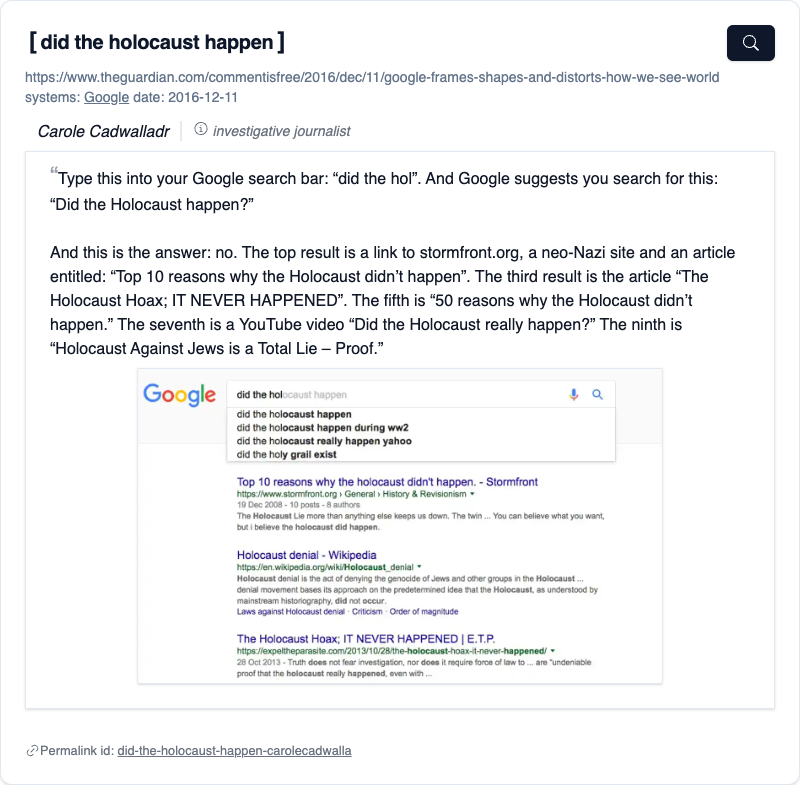 [ did the holocaust happen ]
https://www.theguardian.com/commentisfree/2016/dec/11/google-frames-shapes-and-distorts-how-we-see-world
systems: Google date: 2016-12-11
Carole Cadwalladr
investigative journalist
“Type this into your Google search bar: “did the hol”. And Google suggests you search for this:
“Did the Holocaust happen?”
And this is the answer: no. The top result is a link to stormfront.org, a neo-Nazi site and an article
entitled: “Top 10 reasons why the Holocaust didn’t happen”. The third result is the article “The
Holocaust Hoax; IT NEVER HAPPENED”. The fifth is “50 reasons why the Holocaust didn’t
happen.” The seventh is a YouTube video “Did the Holocaust really happen?” The ninth is
“Holocaust Against Jews is a Total Lie – Proof.”
Google
did the holocaust happen
did the holocaust happen
did the holocaust happen during ww2
did the holocaust really happen yahoo
did the holy grail exist
Top 10 reasons why the holocaust didn't happen. - Stormfront
https://www.stormfront.org › General › History & Revisionism
19 Dec 2008 - 10 posts - 8 authors
The Holocaust Lie more than anything else keeps us down. The twin ... You can believe what you want,
but i believe the holocaust did happen.
Holocaust denial - Wikipedia
https://en.wikipedia.org/wiki/Holocaust_denial
Holocaust denial is the act of denying the genocide of Jews and other groups in the Holocaust ...
denial movement bases its approach on the predetermined idea that the Holocaust, as understood by
mainstream historiography, did not occur.
Laws against Holocaust denial · Criticism · Order of magnitude
The Holocaust Hoax; IT NEVER HAPPENED | E.T.P.
https://expeltheparasite.com/2013/10/28/the-holocaust-hoax-it-never-happened/
28 Oct 2013 - Truth does not fear investigation, nor does it require force of law to ... are "undeniable
proof that the holocaust really happened, even with ...
Permalink id: did-the-holocaust-happen-carolecadwalla